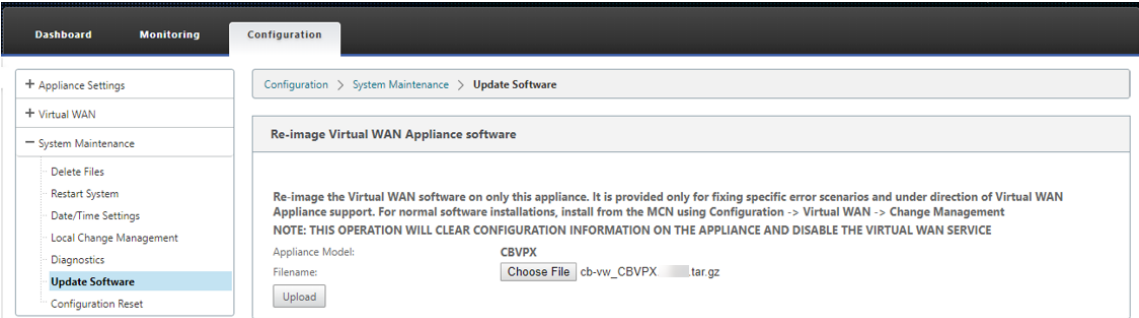 Dashboard Monitoring Configuration
+ Appliance Settings
+ Virtual WAN
— System Maintenance
Delete Files
Restart System
Date/Time Settings
Local Change Management
Diagnostics
Update Software
Configuration Reset
Configuration > System Maintenance > Update Software
Re-image Virtual WAN Appliance software
Re-image the Virtual WAN software on only this appliance. It is provided only for fixing specific error scenarios and under direction of Virtual WAN
Appliance support. For normal software installations, install from the MCN using Configuration -> Virtual WAN -> Change Management
NOTE: THIS OPERATION WILL CLEAR CONFIGURATION INFORMATION ON THE APPLIANCE AND DISABLE THE VIRTUAL WAN SERVICE
Appliance Model: CBVPX
Filename: Choose File cb-vw_CBVPX .tar.gz
Upload